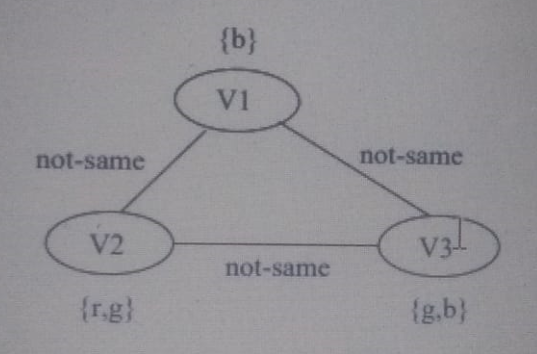 {b}
V1
not-same
not-same
V2
V3
not-same
{r,g}
{g,b}